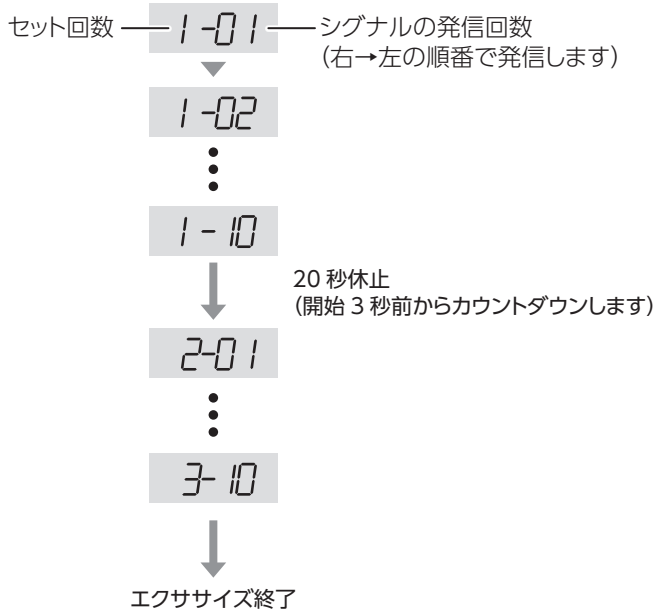 セット回数
1-01
シグナルの発信回数
(右→左の順番で発信します)
1-02
1-10
20 秒休止
(開始 3 秒前からカウントダウンします)
2-01
3-10
エクササイズ終了